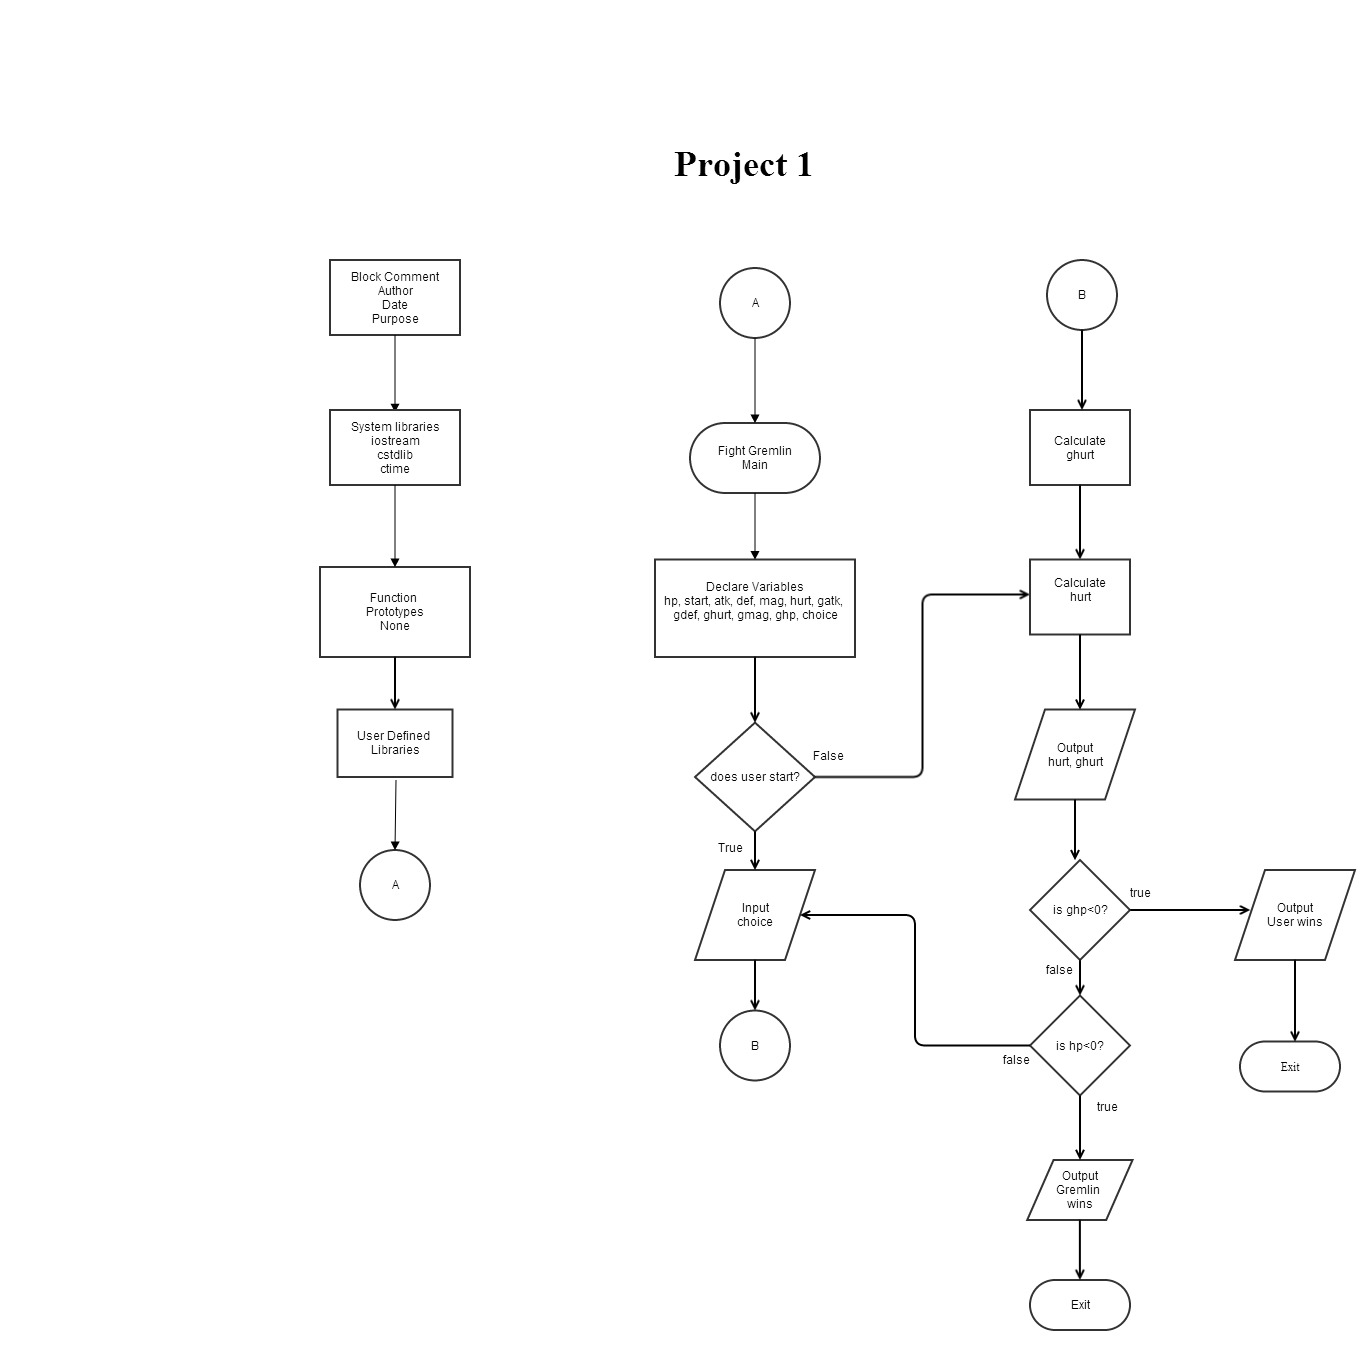 Project 1
Block Comment
Author
Date
Purpose
System libraries
iostream
cstdlib
ctime
Function
Prototypes
None
User Defined
Libraries
A
A
Fight Gremlin
Main
Declare Variables
hp, start, atk, def, mag, hurt, gatk,
gdef, ghurt, gmag, ghp, choice
does user start?
False
True
Input
choice
B
B
Calculate
ghurt
Calculate
hurt
Output
hurt, ghurt
is ghp<0?
true
Output
User wins
Exit
false
is hp<0?
false
true
Output
Gremlin
wins
Exit